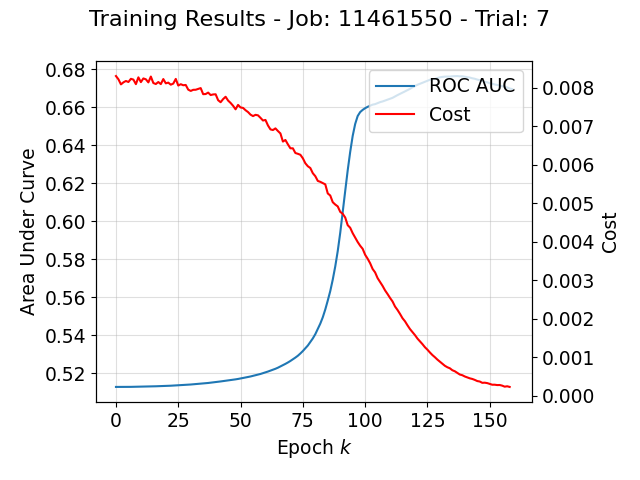 Training Results - Job: 11461550 - Trial: 7
0.68
0.66
0.64
0.62
0.60
0.58
0.56
0.54
0.52
Area Under Curve
ROC AUC
Cost
0.008
0.007
0.006
0.005
0.004
0.003
0.002
0.001
0.000
Cost
0 25 50 75 100 125 150
Epoch k